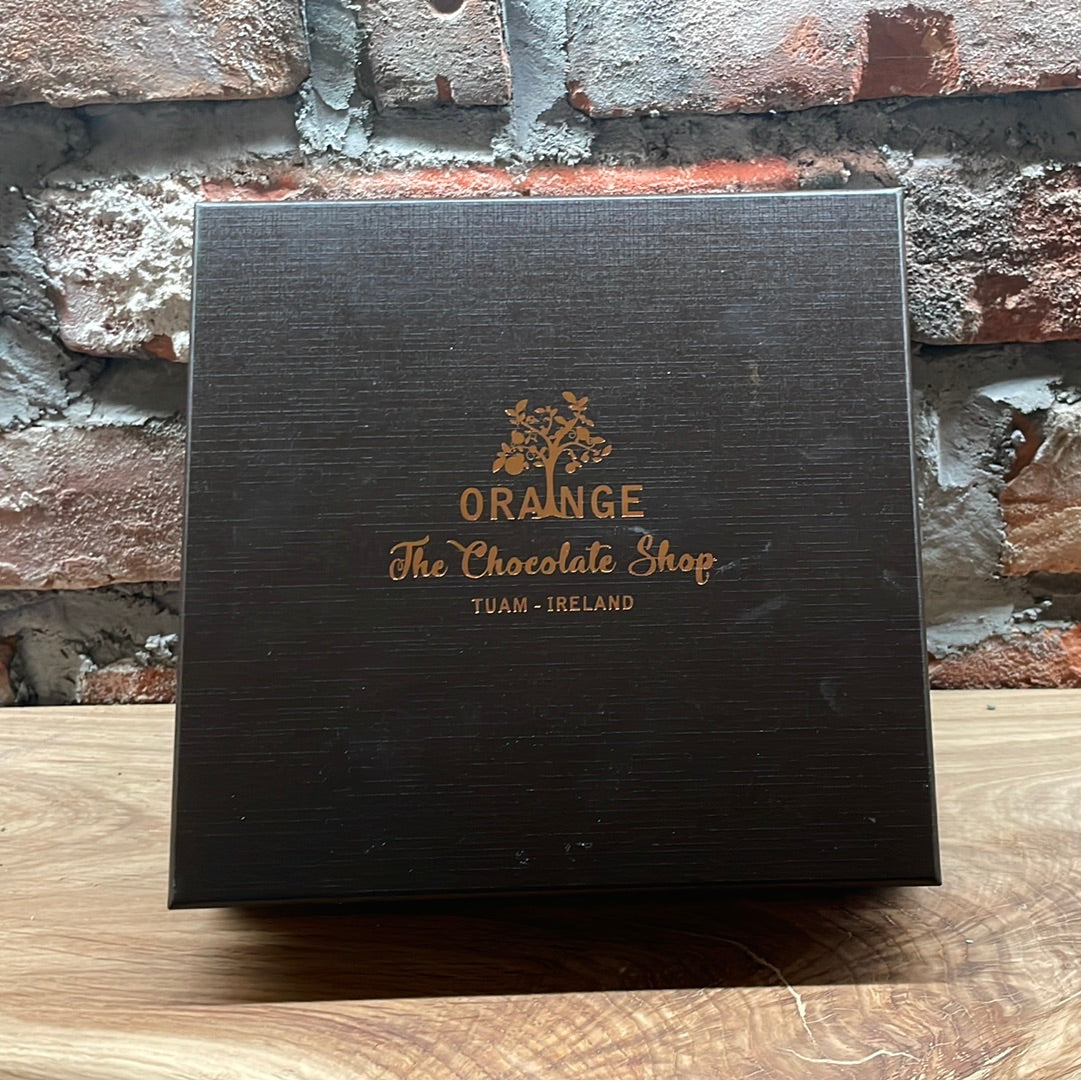 ORANGE
The Chocolate Shop
TUAM - IRELAND